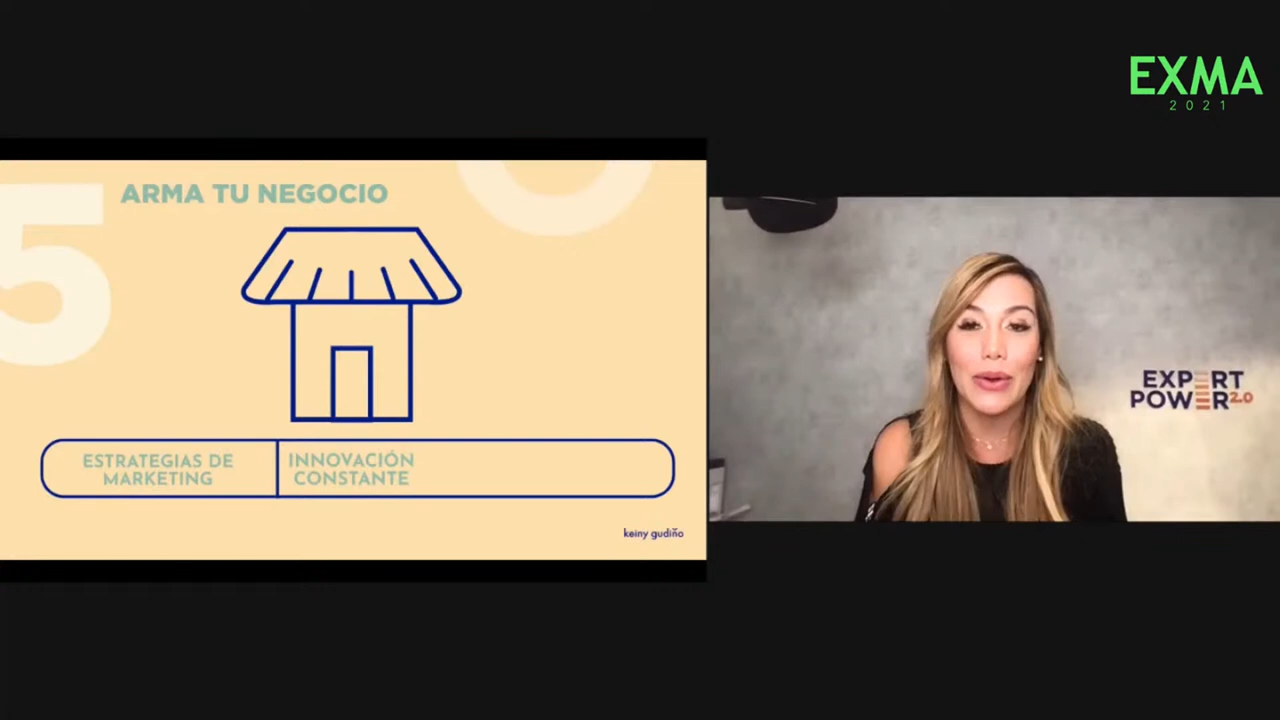 EXMA
2021
5
ARMA TU NEGOCIO
ESTRATEGIAS DE
MARKETING
INNOVACIÓN
CONSTANTE
keiny gudiño
EXPERT
POWER 2.0